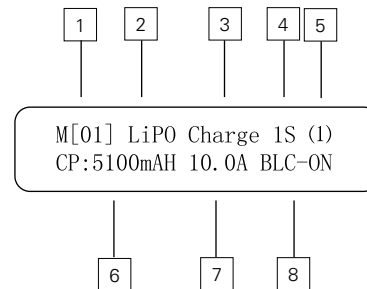 1 2 3 4 5
M[01] LiPO Charge 1S (1)
CP:5100mAH 10.0A BLC-ON
6 7 8